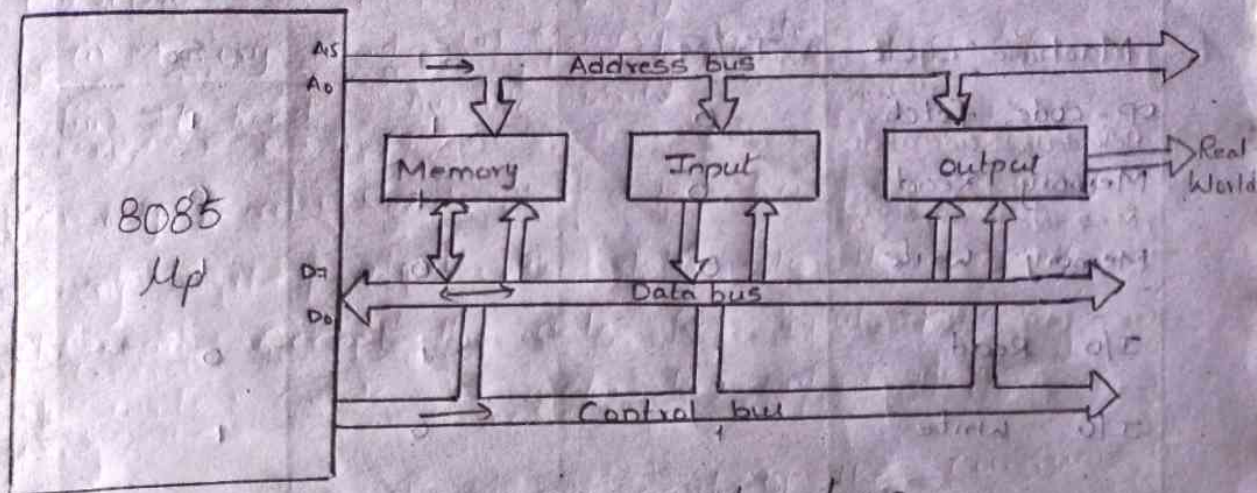 A15
Address bus
A0
Memory
Input
Output
Real
World
8085
μp
D7
Data bus
D0
Control bus